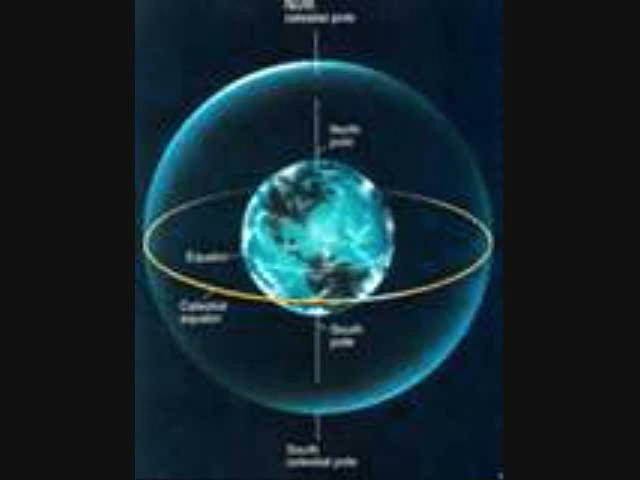 North
celestial pole
North
pole
Equator
Celestial
equator
South
pole
South
celestial pole